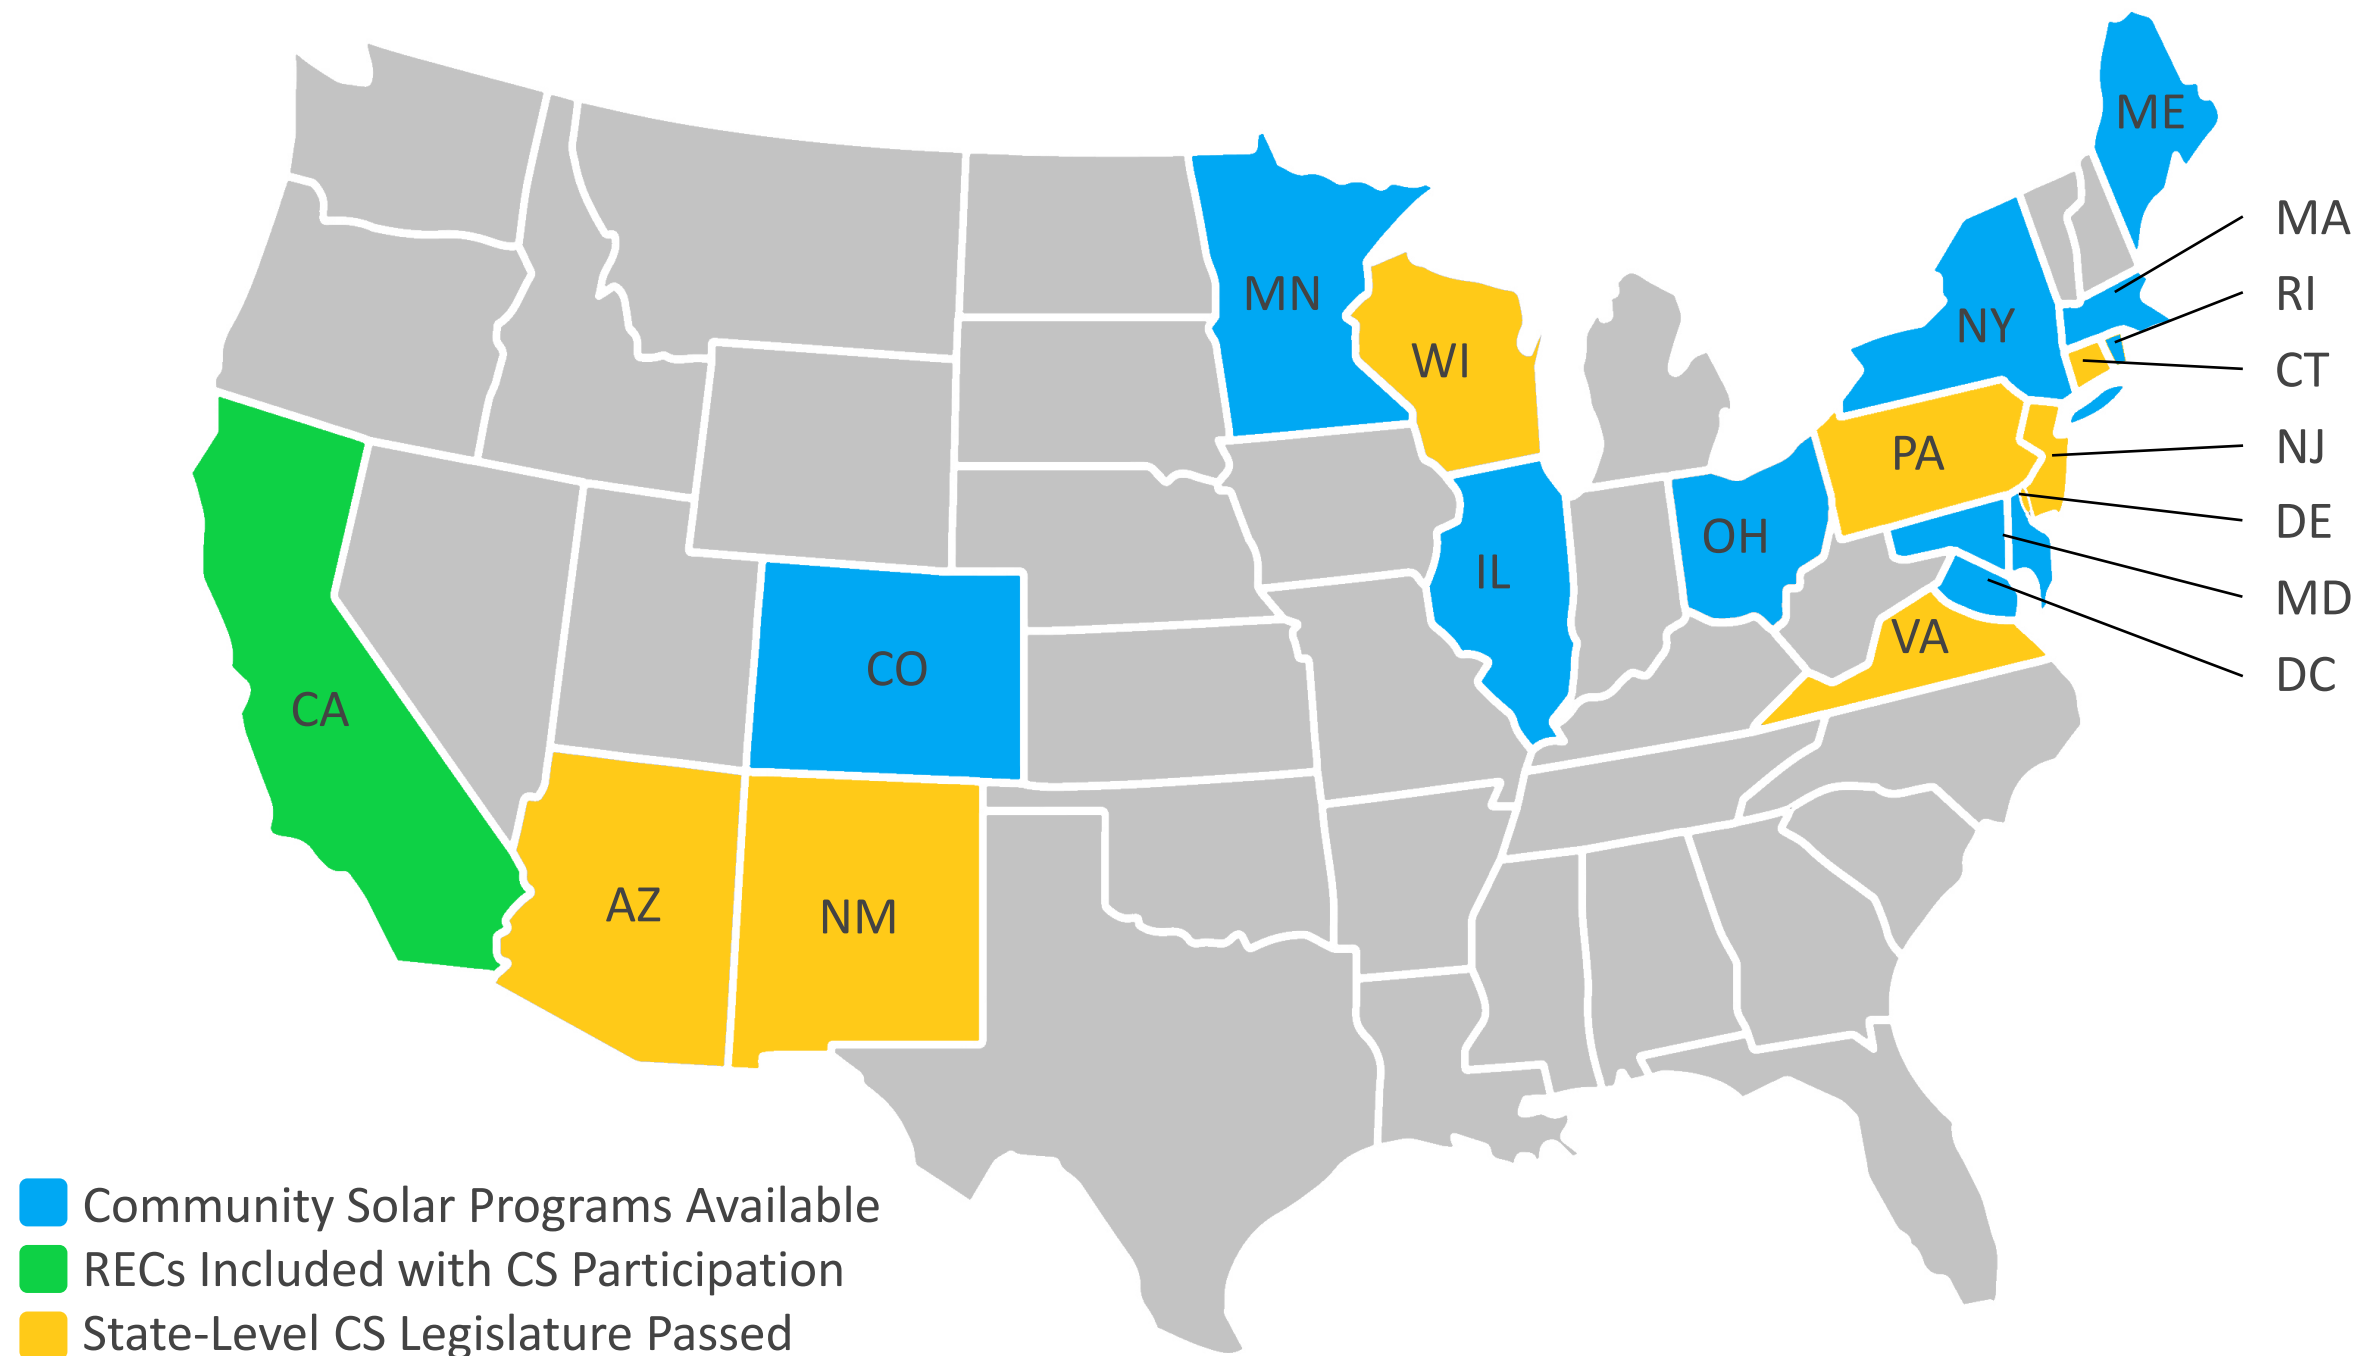 ME
MA
RI
MN
NY
WI
CT
PA
NJ
DE
OH
IL
MD
VA
CO
DC
CA
AZ
NM
Community Solar Programs Available
RECs Included with CS Participation
State-Level CS Legislature Passed